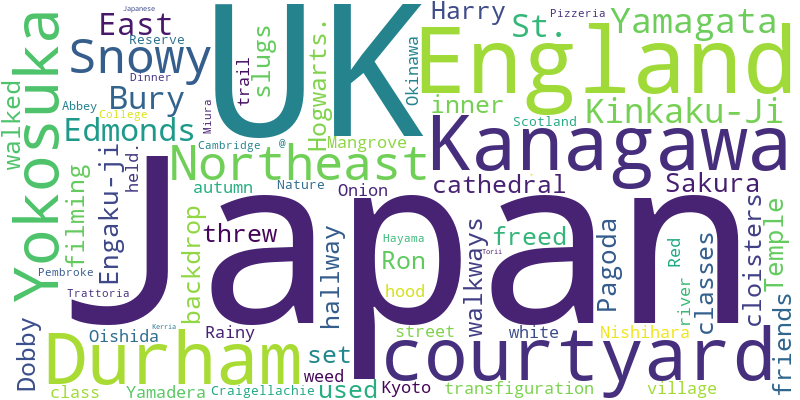 Japanese
Pizzeria
East
Harry
St.
Yamagata
Reserve
Snowy
UK
England
Yokosuka
slugs
Hogwarts.
Okinawa
trail
Dinner
Bury
inner
Kinkaku-Ji
Abbey
College
Miura
Scotland
Walked
Edmonds
Cambridge
@
Mangrove
Kanagawa
held.
Northeast
Engaku-ji
filming
autumn
Nature
Onion
cathedral
Sakura
Japan
backdrop
threw
hallway
Hayama
Ron
walkways
Torii
freed
Pagoda
Red
classes
cloisters
Temple
Pembroke
Trattoria
hood
river
Dobby
Oishida
Kerria
Rainy
street
white
Nishihara
friends
Durham
set
courtyard
weed
class
Yamadera
Craigellachie
used
Kyoto
transfiguration
village